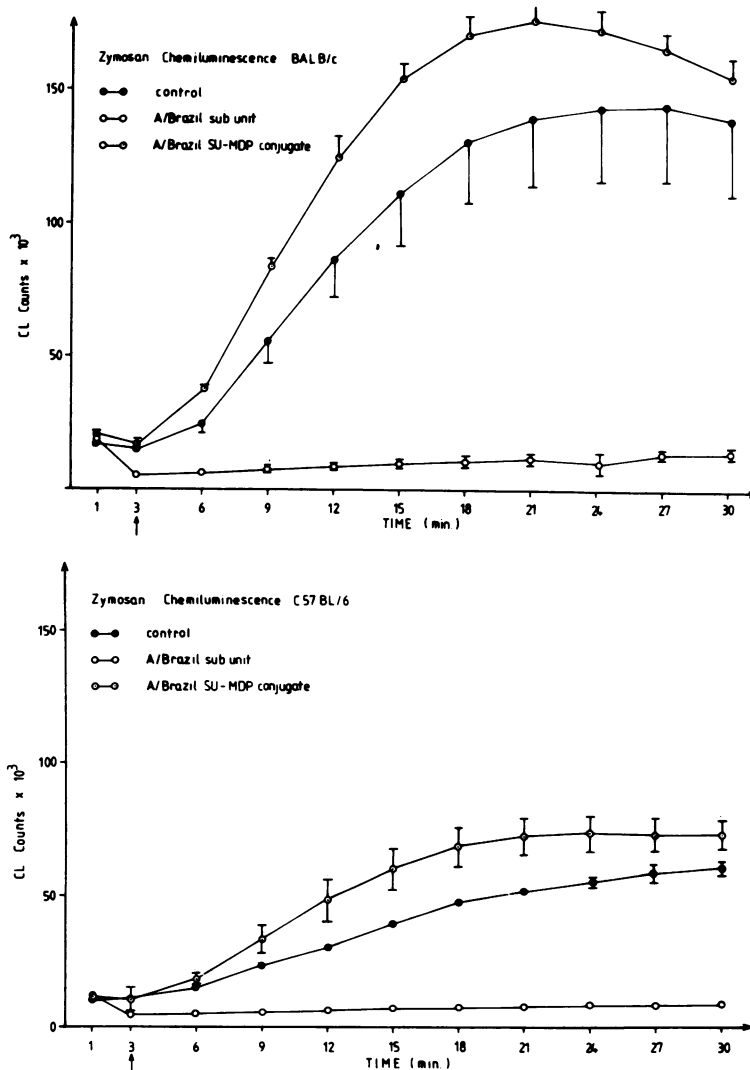 Zymosan Chemiluminescence BALB/c
control
A/Brazil sub unit
A/Brazil SU-MDP conjugate
CL Counts x 10³
150
100
50
1 3 6 9 12 15 18 21 24 27 30
TIME (min.)
Zymosan Chemiluminescence C57BL/6
control
A/Brazil sub unit
A/Brazil SU-MDP conjugate
CL Counts x 10³
150
100
50
0
1 3 6 9 12 15 18 21 24 27 30
TIME (min.)